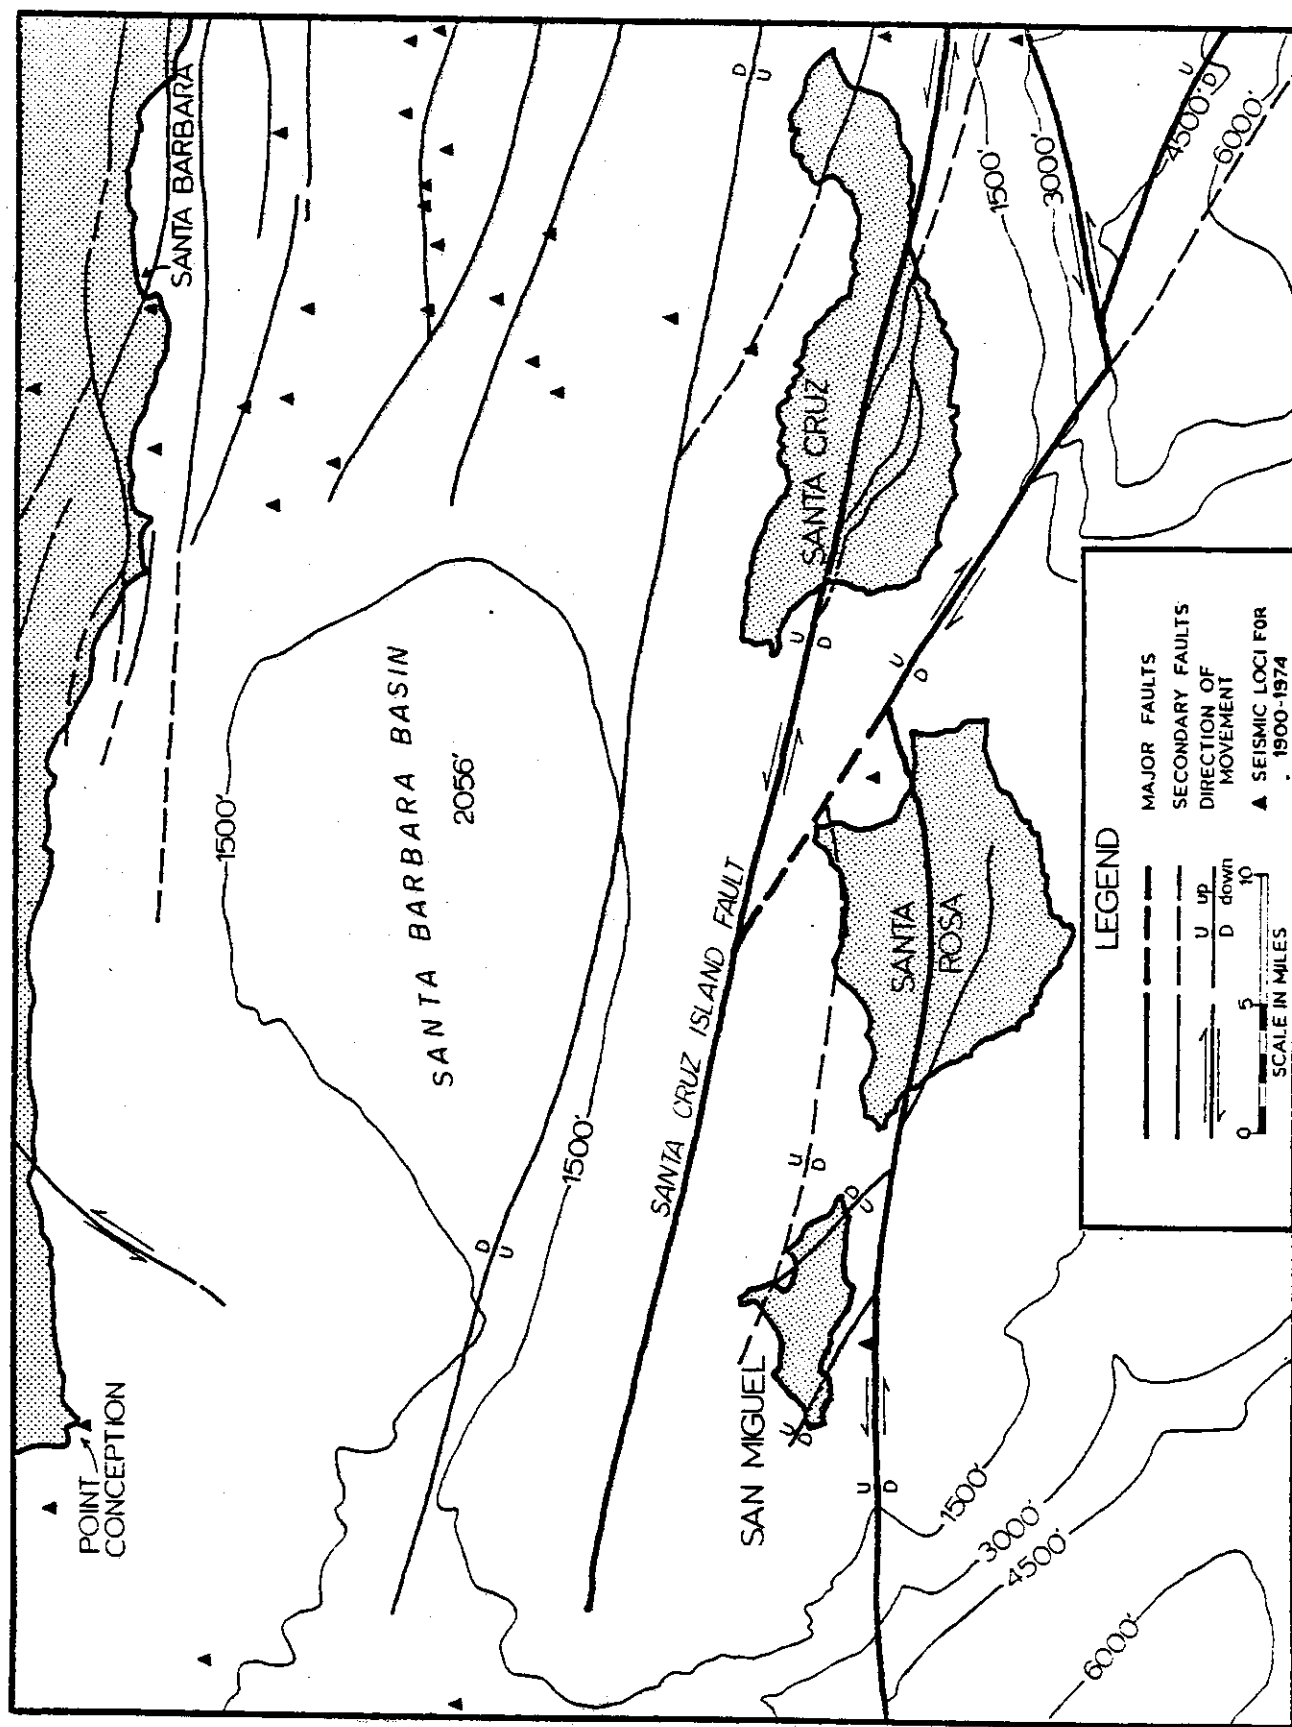 POINT
CONCEPTION
SANTA BARBARA
1500'
SANTA BARBARA BASIN
2056'
D
U
D
U
1500'
SANTA CRUZ ISLAND FAULT
SAN MIGUEL
U
D
U
D
D
U
U
D
SANTA
ROSA
U
D
SANTA CRUZ
U
D
1500'
3000'
4500'
6000'
1500'
3000'
U
4500'
D
6000'
LEGEND
MAJOR FAULTS
SECONDARY FAULTS
U up
D down
DIRECTION OF
MOVEMENT
0 5 10
SCALE IN MILES
▲ SEISMIC LOCI FOR
1900-1974